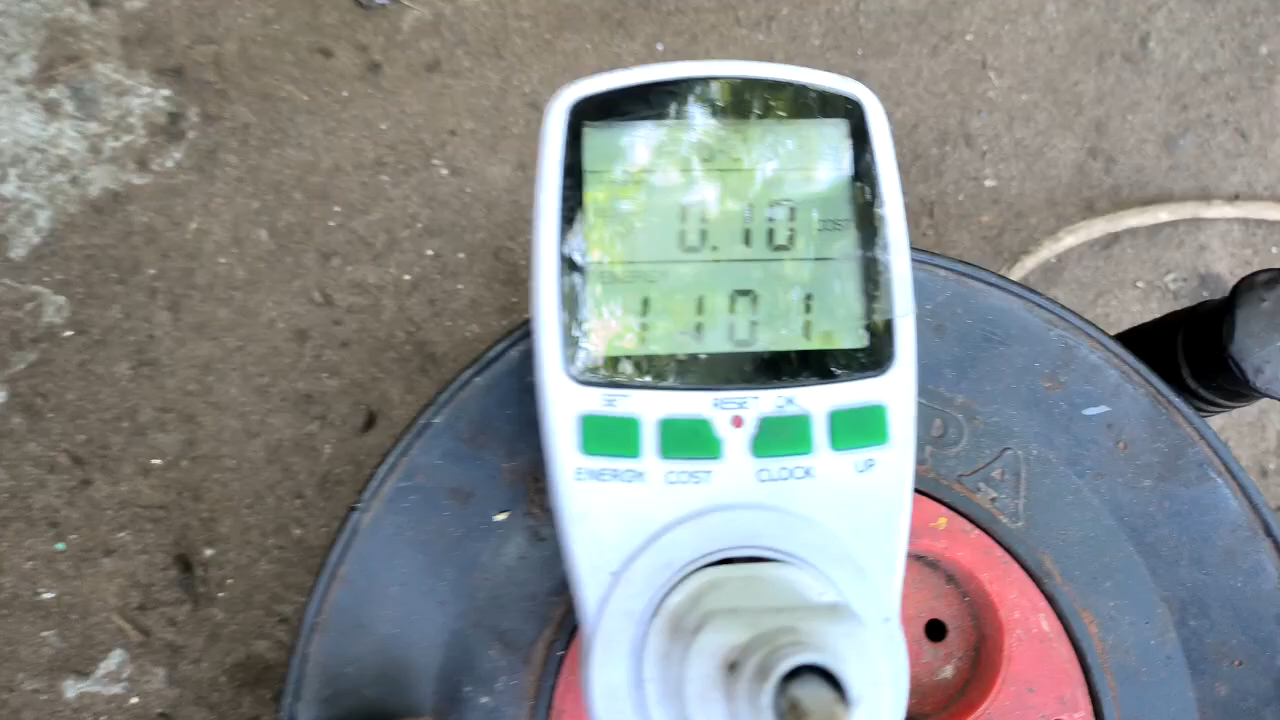 0.10 COST
ENERGY
1101
SET RESET OK
ENERGY COST CLOCK UP